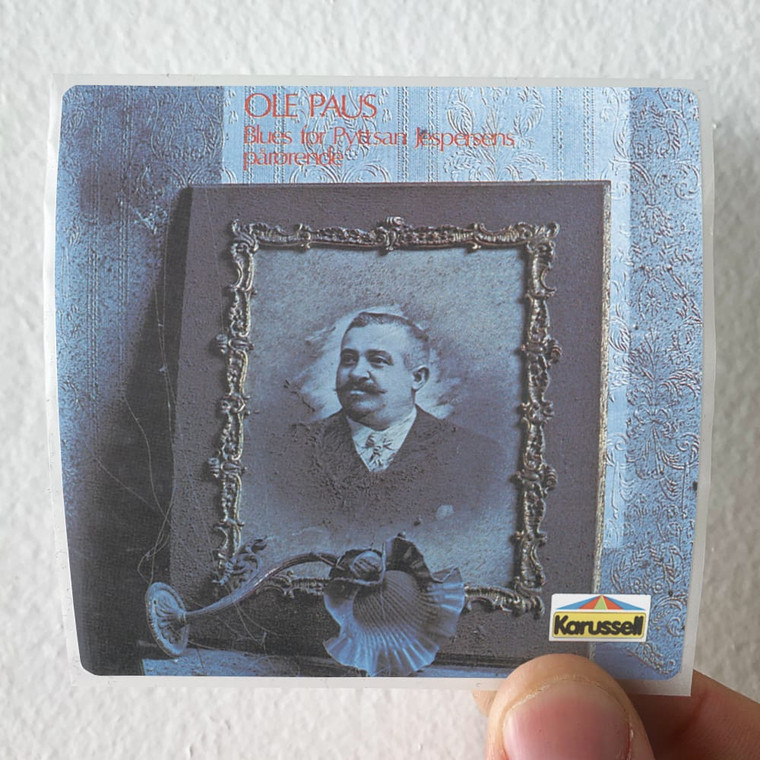 OLE PAUS
Blues for Pyttsan Jespersens
pårørende
Karussell